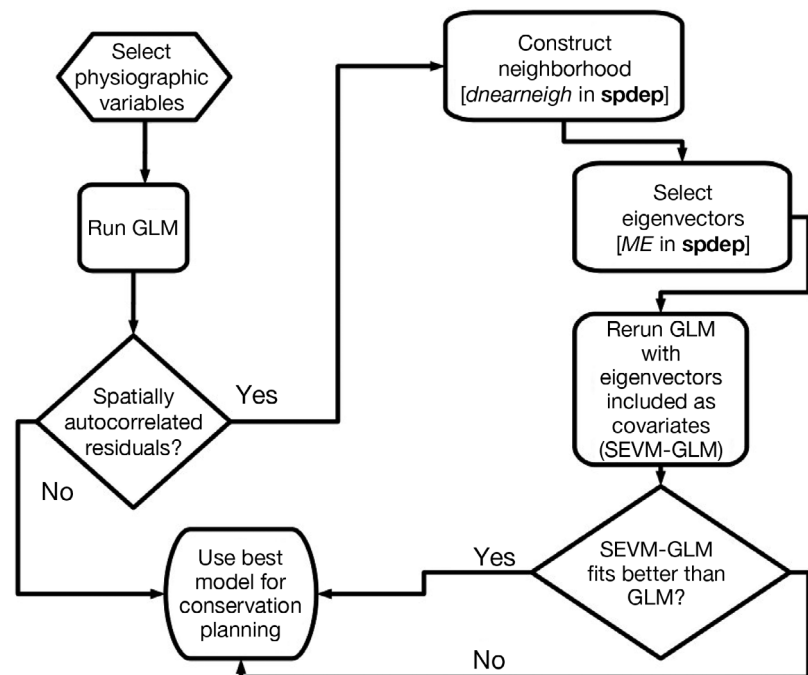 Select
physiographic
variables
Run GLM
Spatially
autocorrelated
residuals?
Yes
No
Construct
neighborhood
[dnearneigh in spdep]
Select
eigenvectors
[ME in spdep]
Rerun GLM
with
eigenvectors
included as
covariates
(SEVM-GLM)
SEVM-GLM
fits better than
GLM?
Yes
No
Use best
model for
conservation
planning